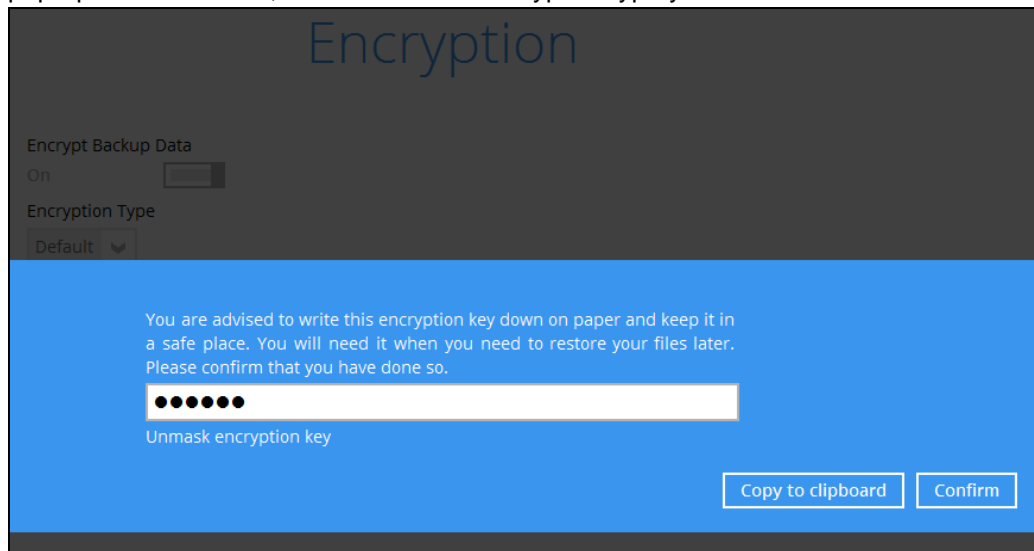 Encryption
Encrypt Backup Data
On
Encryption Type
Default
You are advised to write this encryption key down on paper and keep it in
a safe place. You will need it when you need to restore your files later.
Please confirm that you have done so.
●●●●●●
Unmask encryption key
Copy to clipboard Confirm